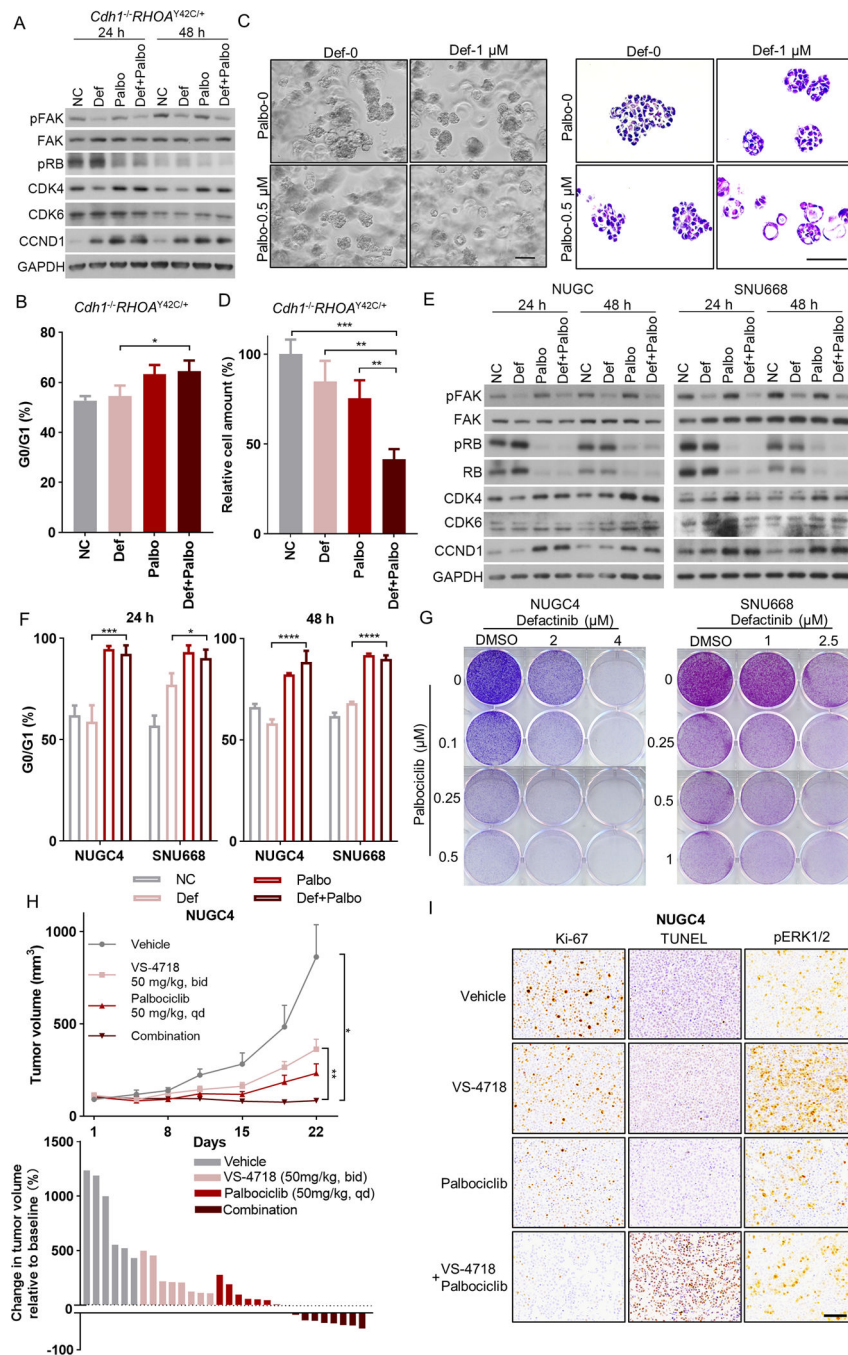 A
Cdh1-/-RHOAY42C/+
24 h 48 h
NC Def Palbo Def+Palbo NC Def Palbo Def+Palbo
pFAK
FAK
pRB
CDK4
CDK6
CCND1
GAPDH
C
Def-0 Def-1 μM Def-0 Def-1 μM
Palbo-0 Palbo-0
Palbo-0.5 μM Palbo-0.5 μM
B
Cdh1-/-RHOAY42C/+
*
G0/G1 (%)
80
60
40
20
0
NC Def Palbo Def+Palbo
D
Cdh1-/-RHOAY42C/+
***
**
**
Relative cell amount (%)
100
50
0
NC Def Palbo Def+Palbo
E
NUGC SNU668
24 h 48 h 24 h 48 h
NC Def Palbo Def+Palbo NC Def Palbo Def+Palbo NC Def Palbo Def+Palbo NC Def Palbo Def+Palbo
pFAK
FAK
pRB
RB
CDK4
CDK6
CCND1
GAPDH
F
24 h 48 h
*** * **** ****
G0/G1 (%)
100 100
50 50
0 0
NUGC4 SNU668 NUGC4 SNU668
NC Palbo
Def Def+Palbo
G
NUGC4 SNU668
Defactinib (μM) Defactinib (μM)
DMSO 2 4 DMSO 1 2.5
Palbociclib (μM)
0 0
0.1 0.25
0.25 0.5
0.5 1
H
NUGC4
Tumor volume (mm3)
1000
500
0
Vehicle
VS-4718
50 mg/kg, bid
Palbociclib
50 mg/kg, qd
Combination
*
**
1 8 15 22
Days
Change in tumor volume
relative to baseline (%)
1500
1000
500
0
-100
Vehicle
VS-4718 (50mg/kg, bid)
Palbociclib (50mg/kg, qd)
Combination
I
NUGC4
Ki-67 TUNEL pERK1/2
Vehicle
VS-4718
Palbociclib
VS-4718
+
Palbociclib